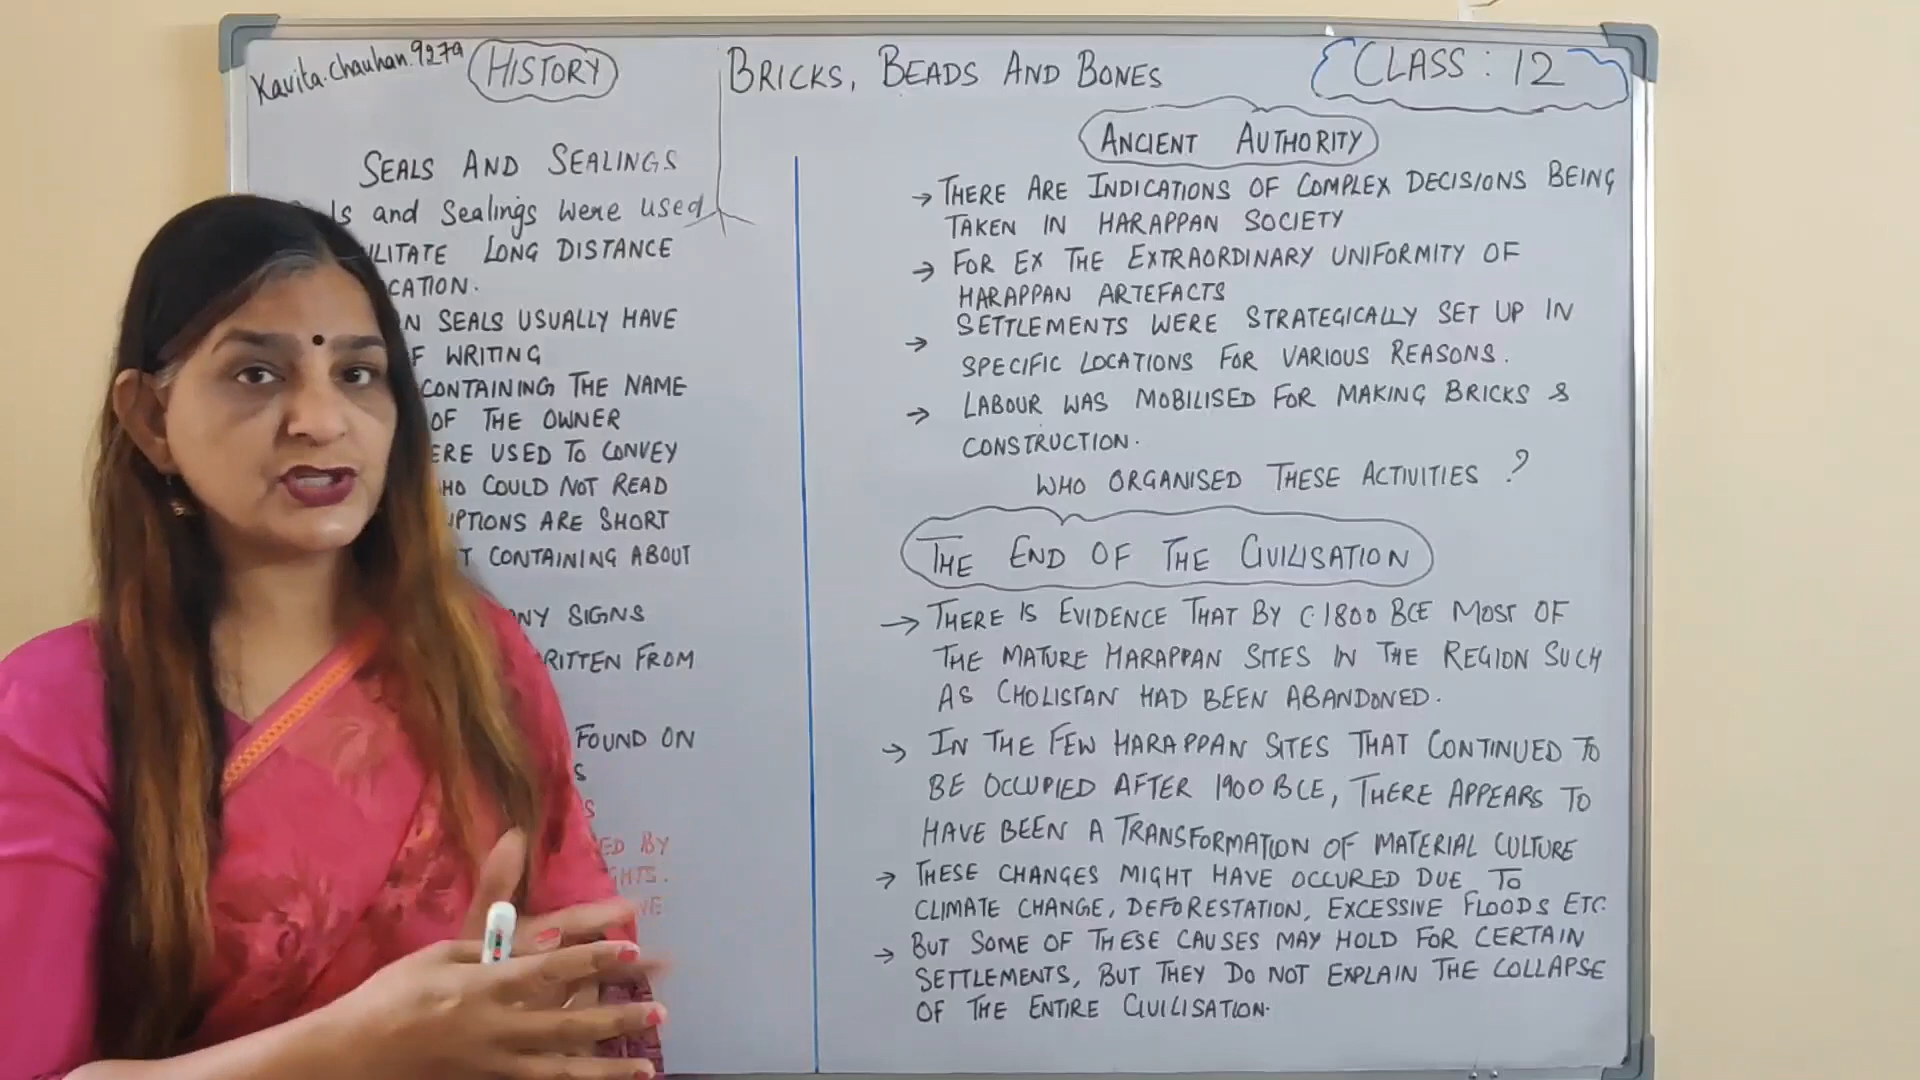 Kavita.Chauhan.9279
HISTORY
BRICKS, BEADS AND BONES
CLASS: 12
SEALS AND SEALINGS
and Sealings were used
LONG DISTANCE
SEALS USUALLY HAVE
WRITING
CONTAINING THE NAME
OF THE OWNER
USED TO CONVEY
COULD NOT READ
ARE SHORT
CONTAINING ABOUT
SIGNS
FROM
FOUND ON
BY
ANCIENT AUTHORITY
→ THERE ARE INDICATIONS OF COMPLEX DECISIONS BEING
TAKEN IN HARAPPAN SOCIETY
→ FOR EX THE EXTRAORDINARY UNIFORMITY OF
HARAPPAN ARTEFACTS
→ SETTLEMENTS WERE STRATEGICALLY SET UP IN
SPECIFIC LOCATIONS FOR VARIOUS REASONS.
→ LABOUR WAS MOBILISED FOR MAKING BRICKS &
CONSTRUCTION.
WHO ORGANISED THESE ACTIVITIES ?
THE END OF THE CIVILISATION
→ THERE IS EVIDENCE THAT BY C.1800 BCE MOST OF
THE MATURE HARAPPAN SITES IN THE REGION SUCH
AS CHOLISTAN HAD BEEN ABANDONED.
→ IN THE FEW HARAPPAN SITES THAT CONTINUED TO
BE OCCUPIED AFTER 1900 BCE, THERE APPEARS TO
HAVE BEEN A TRANSFORMATION OF MATERIAL CULTURE
→ THESE CHANGES MIGHT HAVE OCCURED DUE TO
CLIMATE CHANGE, DEFORESTATION, EXCESSIVE FLOODS ETC.
→ BUT SOME OF THESE CAUSES MAY HOLD FOR CERTAIN
SETTLEMENTS, BUT THEY DO NOT EXPLAIN THE COLLAPSE
OF THE ENTIRE CIVILISATION.